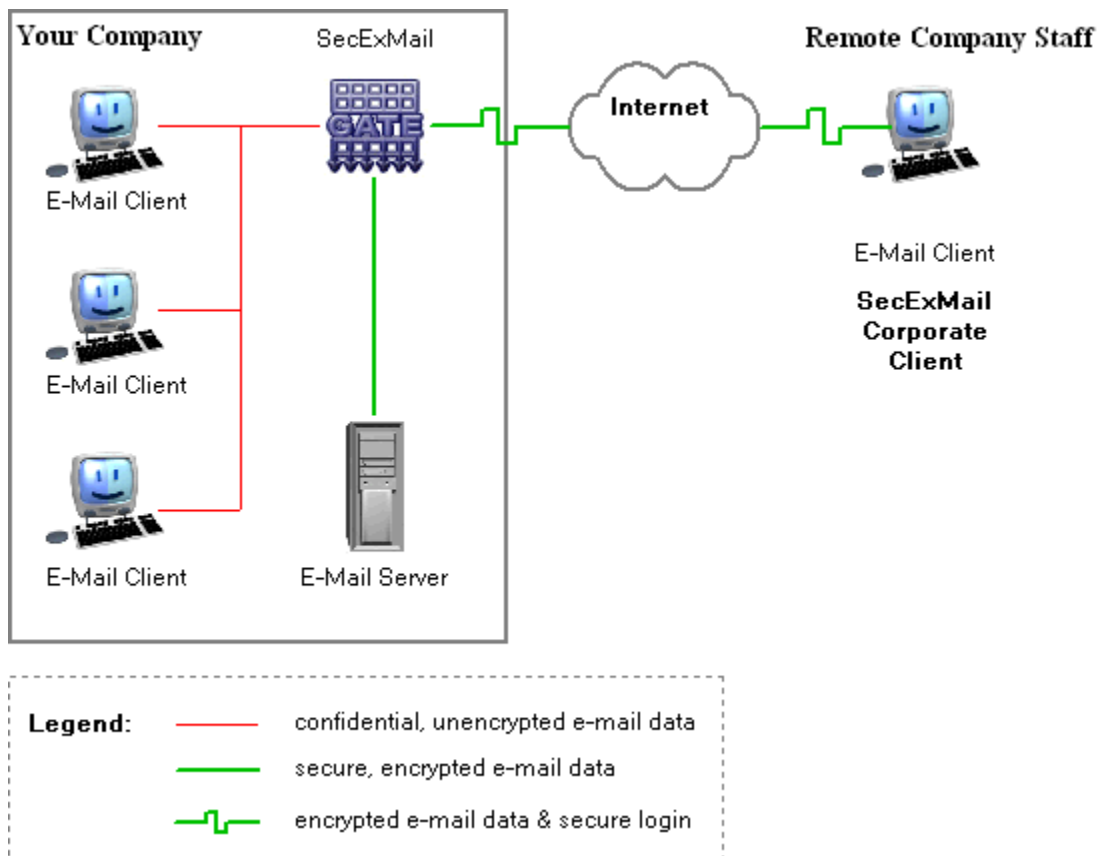 Your Company
SecExMail
Remote Company Staff
GATE
Internet
E-Mail Client
E-Mail Client
SecExMail
Corporate
Client
E-Mail Client
E-Mail Client
E-Mail Server
Legend:
confidential, unencrypted e-mail data
secure, encrypted e-mail data
encrypted e-mail data & secure login